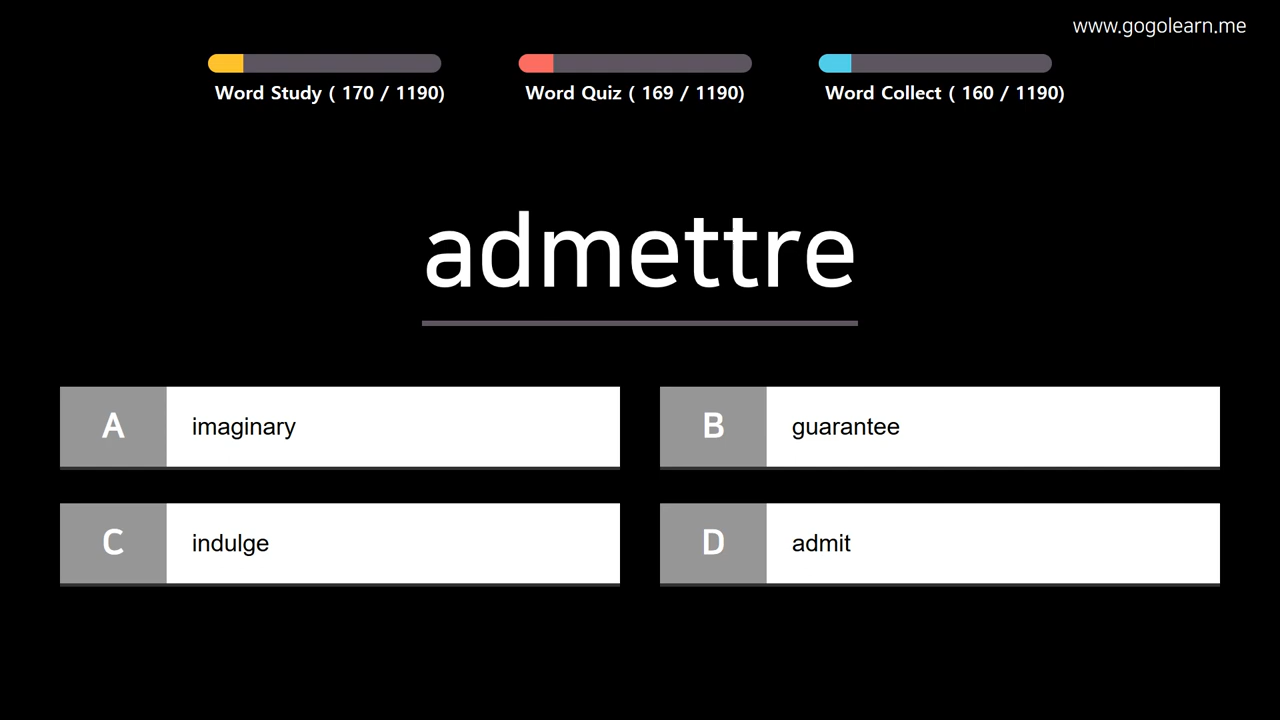 www.gogolearn.me
Word Study ( 170 / 1190)
Word Quiz ( 169 / 1190)
Word Collect ( 160 / 1190)
admettre
A imaginary
B guarantee
C indulge
D admit